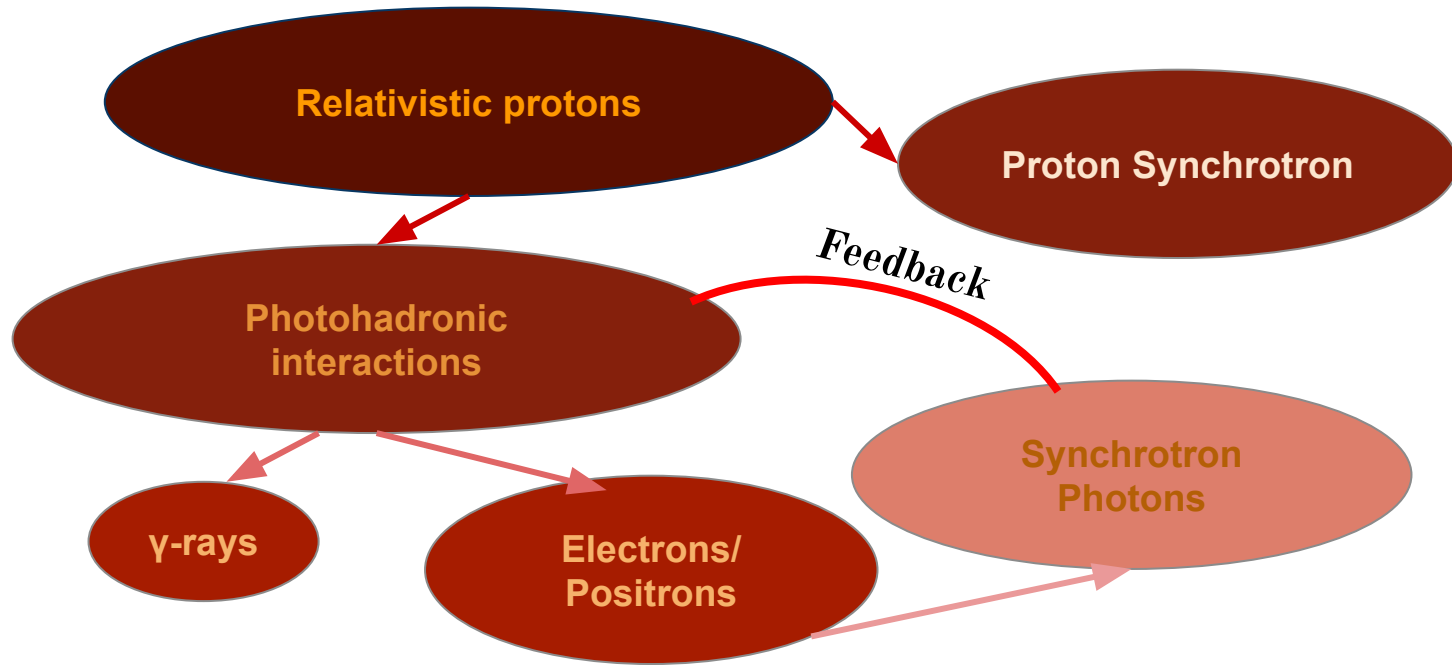 Relativistic protons
Proton Synchrotron
Feedback
Photohadronic
interactions
Synchrotron
Photons
γ-rays
Electrons/
Positrons